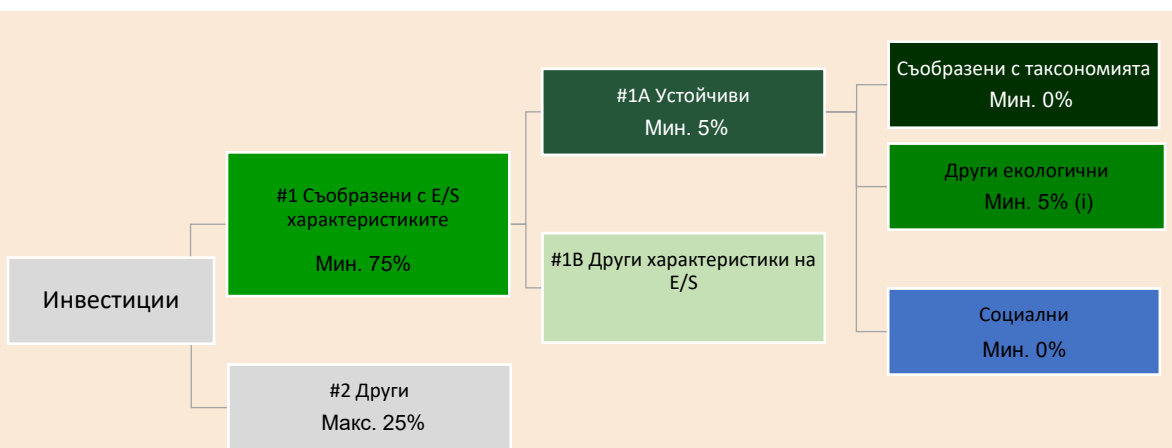 Инвестиции
#1 Съобразени с E/S
характеристиките
Мин. 75%
#2 Други
Макс. 25%
#1A Устойчиви
Мин. 5%
#1B Други характеристики на
E/S
Съобразени с таксономията
Мин. 0%
Други екологични
Мин. 5% (i)
Социални
Мин. 0%